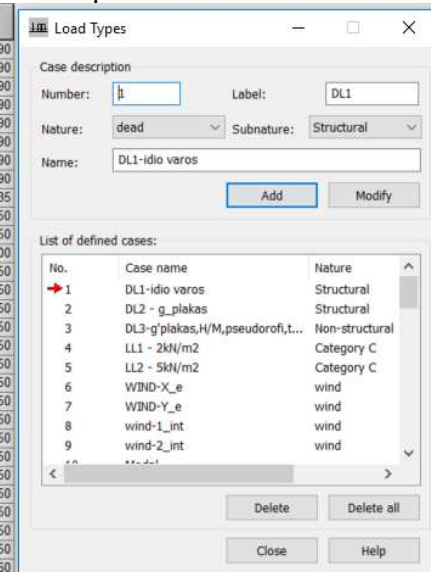 Load Types
Case description
Number: 1 Label: DL1
Nature: dead Subnature: Structural
Name: DL1-idio varos
Add Modify
List of defined cases:
No. Case name Nature
1 DL1-idio varos Structural
2 DL2 - g_plakas Structural
3 DL3-g'plakas,H/M,pseudorofi,t... Non-structural
4 LL1 - 2kN/m2 Category C
5 LL2 - 5kN/m2 Category C
6 WIND-X_e wind
7 WIND-Y_e wind
8 wind-1_int wind
9 wind-2_int wind
Delete Delete all
Close Help